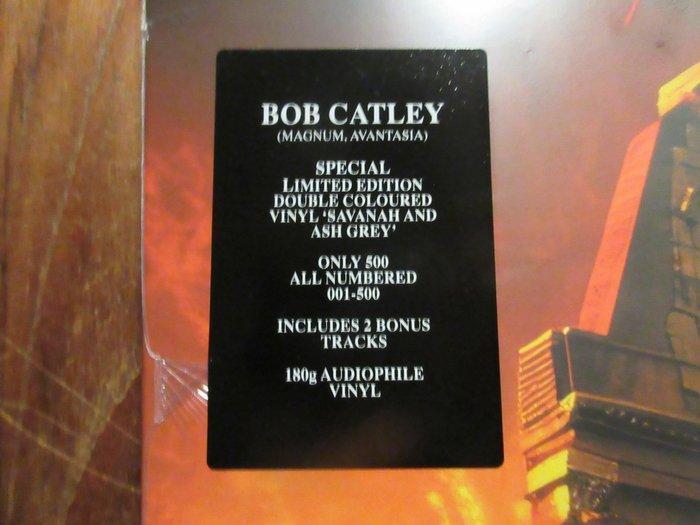 BOB CATLEY
(MAGNUM, AVANTASIA)
SPECIAL
LIMITED EDITION
DOUBLE COLOURED
VINYL 'SAVANAH AND
ASH GREY'
ONLY 500
ALL NUMBERED
001-500
INCLUDES 2 BONUS
TRACKS
180g AUDIOPHILE
VINYL